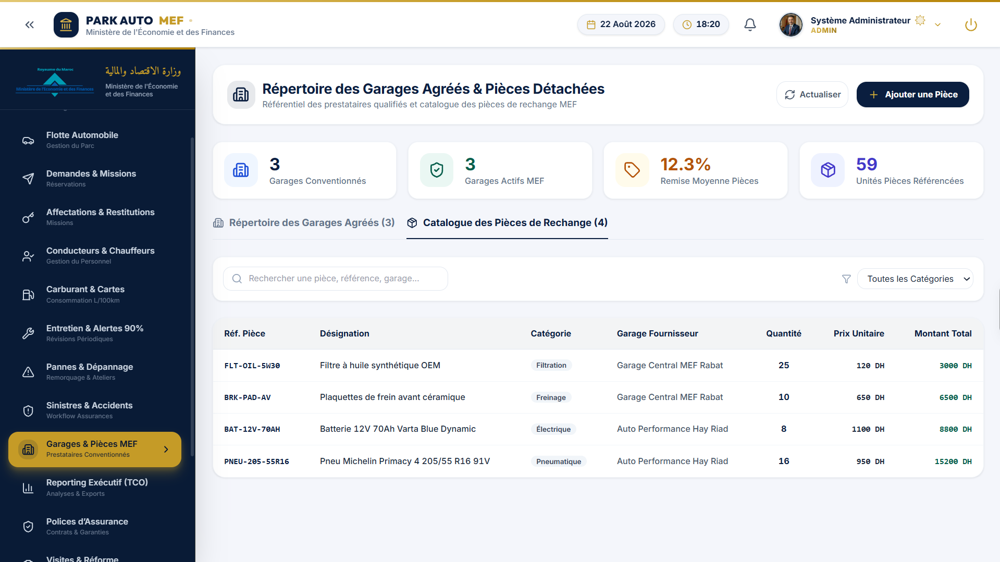 PARK AUTO MEF
Ministère de l'Économie et des Finances
22 Août 2026
18:20
Système Administrateur
ADMIN
Royaume du Maroc
Ministère de l'Economie et des Finances
وزارة الاقتصاد والمالية
Ministère de l'Économie
et des Finances
Flotte Automobile
Gestion du Parc
Demandes & Missions
Réservations
Affectations & Restitutions
Missions
Conducteurs & Chauffeurs
Gestion du Personnel
Carburant & Cartes
Consommation L/100km
Entretien & Alertes 90%
Révisions Périodiques
Pannes & Dépannage
Remorquage & Ateliers
Sinistres & Accidents
Workflow Assurances
Garages & Pièces MEF
Prestataires Conventionnés
Reporting Exécutif (TCO)
Analyses & Exports
Polices d'Assurance
Contrats & Garanties
Visites & Réforme
Répertoire des Garages Agréés & Pièces Détachées
Référentiel des prestataires qualifiés et catalogue des pièces de rechange MEF
Actualiser
Ajouter une Pièce
3
Garages Conventionnés
3
Garages Actifs MEF
12.3%
Remise Moyenne Pièces
59
Unités Pièces Référencées
Répertoire des Garages Agréés (3)
Catalogue des Pièces de Rechange (4)
Rechercher une pièce, référence, garage...
Toutes les Catégories
Réf. Pièce Désignation Catégorie Garage Fournisseur Quantité Prix Unitaire Montant Total
FLT-OIL-5W30 Filtre à huile synthétique OEM Filtration Garage Central MEF Rabat 25 120 DH 3000 DH
BRK-PAD-AV Plaquettes de frein avant céramique Freinage Garage Central MEF Rabat 10 650 DH 6500 DH
BAT-12V-70AH Batterie 12V 70Ah Varta Blue Dynamic Électrique Auto Performance Hay Riad 8 1100 DH 8800 DH
PNEU-205-55R16 Pneu Michelin Primacy 4 205/55 R16 91V Pneumatique Auto Performance Hay Riad 16 950 DH 15200 DH